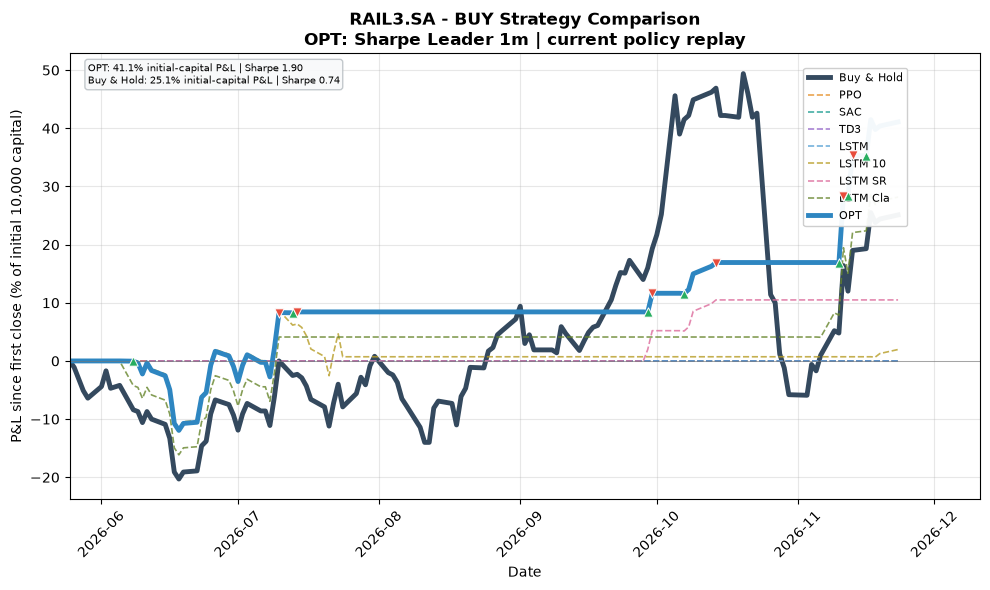 RAIL3.SA - BUY Strategy Comparison
OPT: Sharpe Leader 1m | current policy replay
OPT: 41.1% initial-capital P&L | Sharpe 1.90
Buy & Hold: 25.1% initial-capital P&L | Sharpe 0.74
Buy & Hold
PPO
SAC
TD3
LSTM
LSTM 10
LSTM SR
LSTM Cla
OPT
P&L since first close (% of initial 10,000 capital)
50
40
30
20
10
0
−10
−20
2026-06
2026-07
2026-08
2026-09
2026-10
2026-11
2026-12
Date